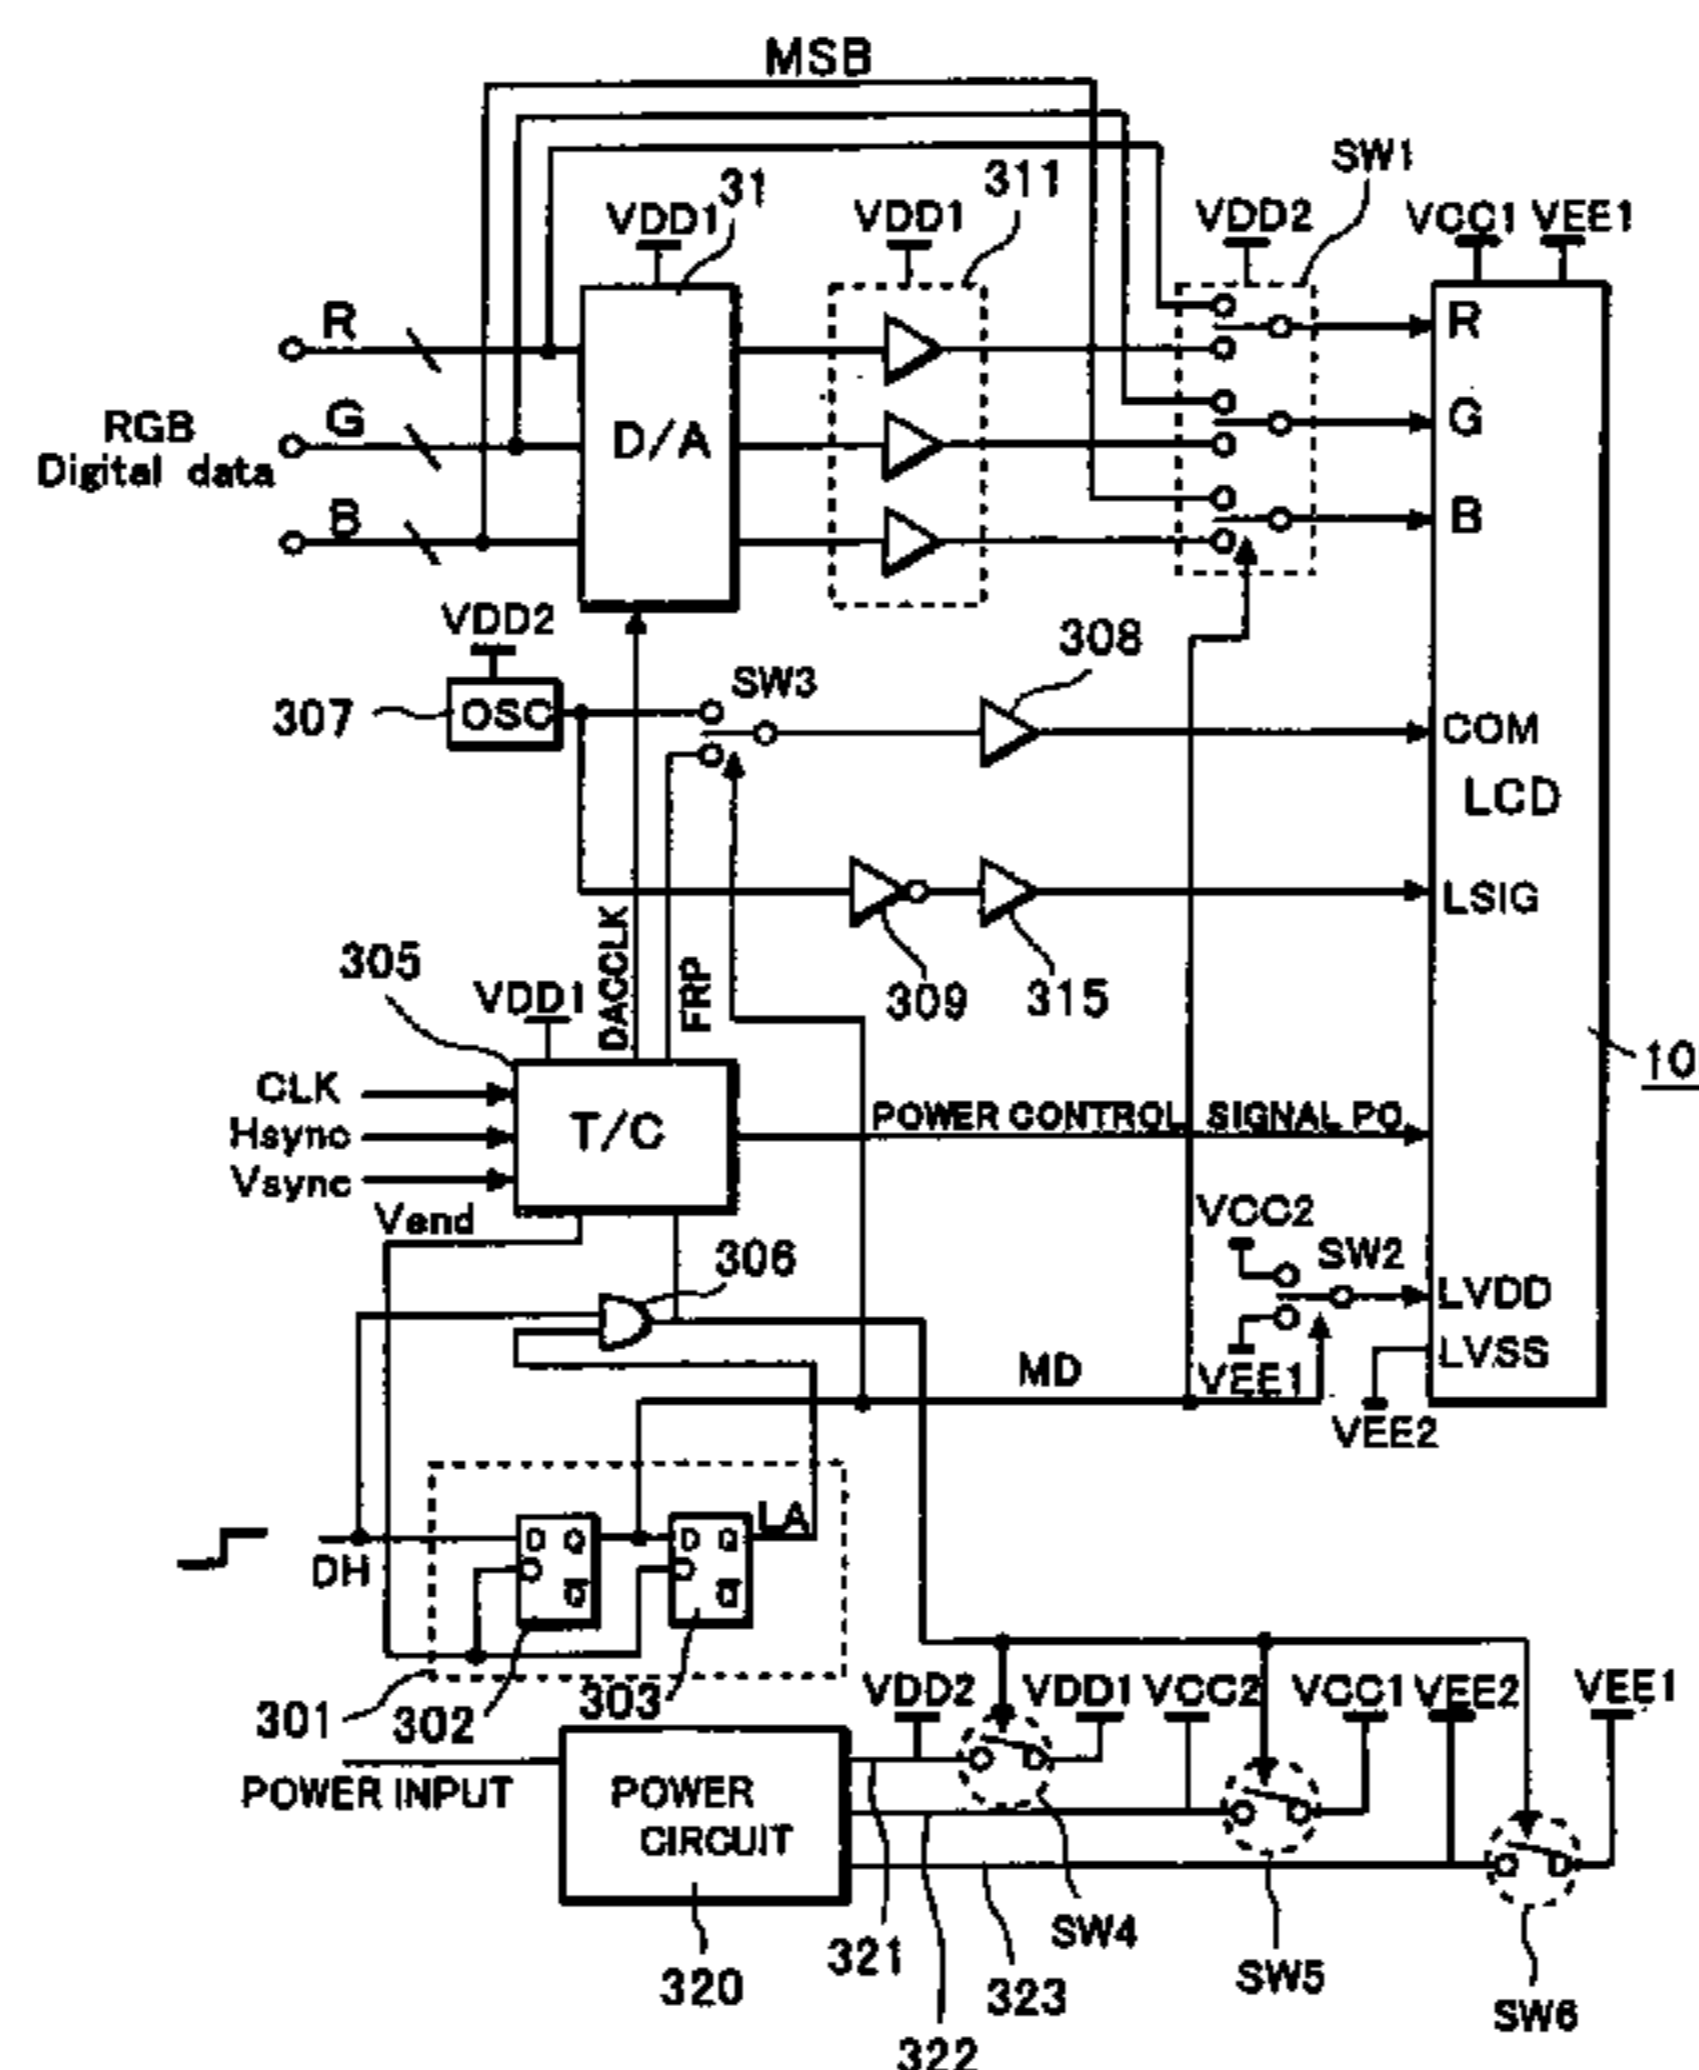 MSB
SW1
31
311
VDD1
VDD1
VDD2
VCC1
VEE1
R
R
G
D/A
G
RGB
Digital data
B
B
VDD2
308
SW3
307
OSC
COM
LCD
LSIG
DACCLK
FRP
305
VDD1
309
315
10
CLK
Hsync
Vsync
T/C
POWER CONTROL SIGNAL PO
Vend
VCC2
306
SW2
LVDD
LVSS
MD
VEE1
VEE2
LA
D Q
Q
D Q
Q
DH
301
302
303
VDD2
VDD1
VCC2
VCC1
VEE2
VEE1
POWER INPUT
POWER
CIRCUIT
SW4
321
SW5
320
323
SW6
322